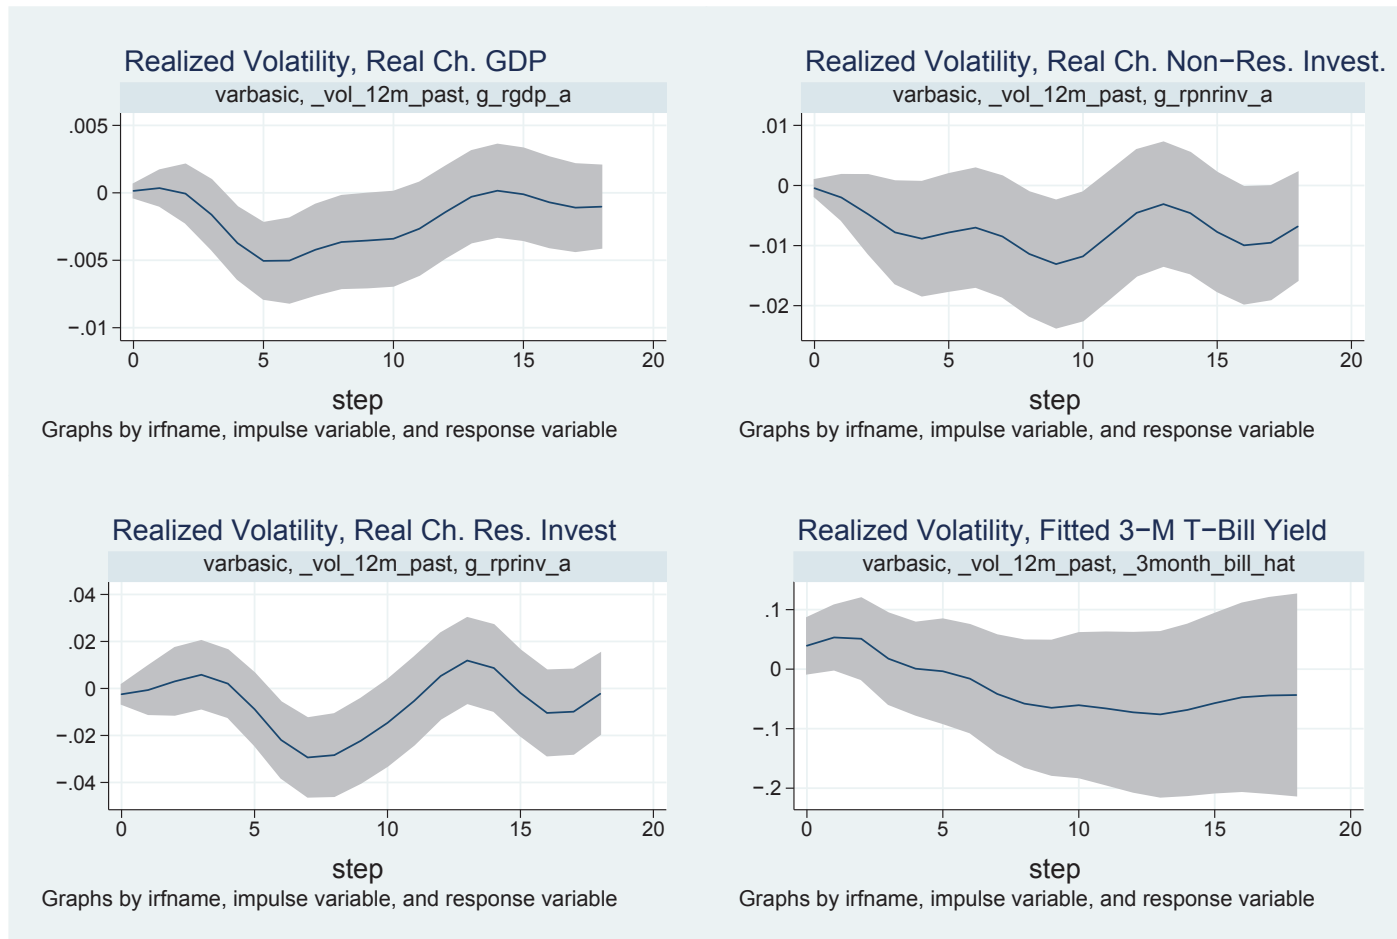 Realized Volatility, Real Ch. GDP
varbasic, _vol_12m_past, g_rgdp_a
.005
0
−.005
−.01
0 5 10 15 20
step
Graphs by irfname, impulse variable, and response variable
Realized Volatility, Real Ch. Non−Res. Invest.
varbasic, _vol_12m_past, g_rpnrinv_a
.01
0
−.01
−.02
0 5 10 15 20
step
Graphs by irfname, impulse variable, and response variable
Realized Volatility, Real Ch. Res. Invest
varbasic, _vol_12m_past, g_rprinv_a
.04
.02
0
−.02
−.04
0 5 10 15 20
step
Graphs by irfname, impulse variable, and response variable
Realized Volatility, Fitted 3−M T−Bill Yield
varbasic, _vol_12m_past, _3month_bill_hat
.1
0
−.1
−.2
0 5 10 15 20
step
Graphs by irfname, impulse variable, and response variable